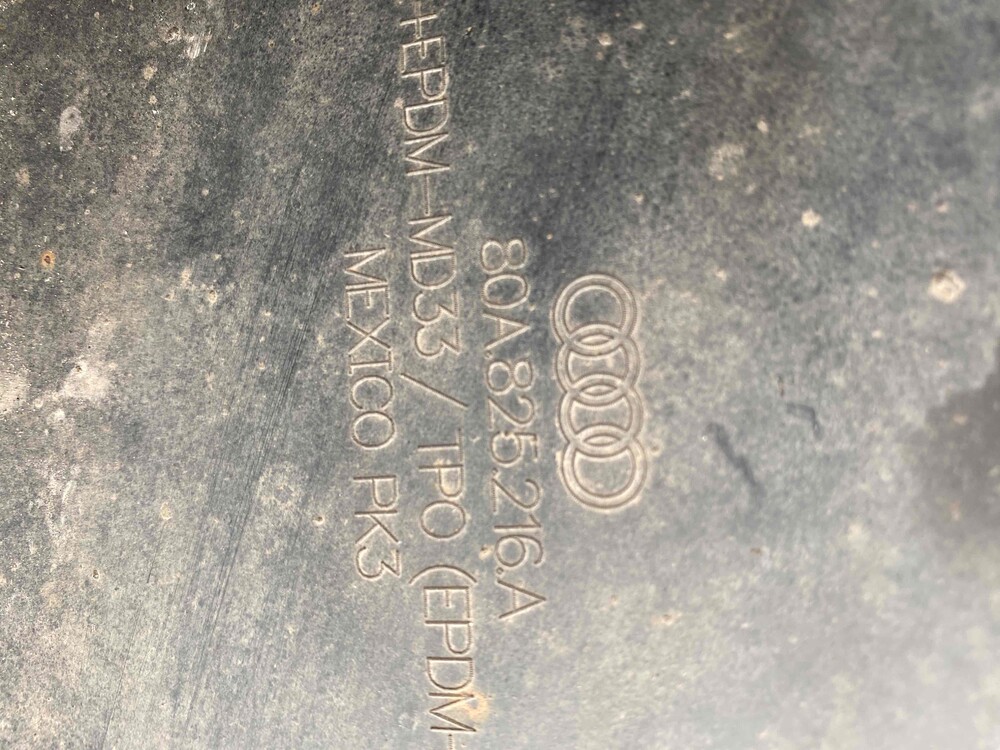 80A.825.216.A
+EPDM-MD33 / TPO (EPDM-
MEXICO PK3